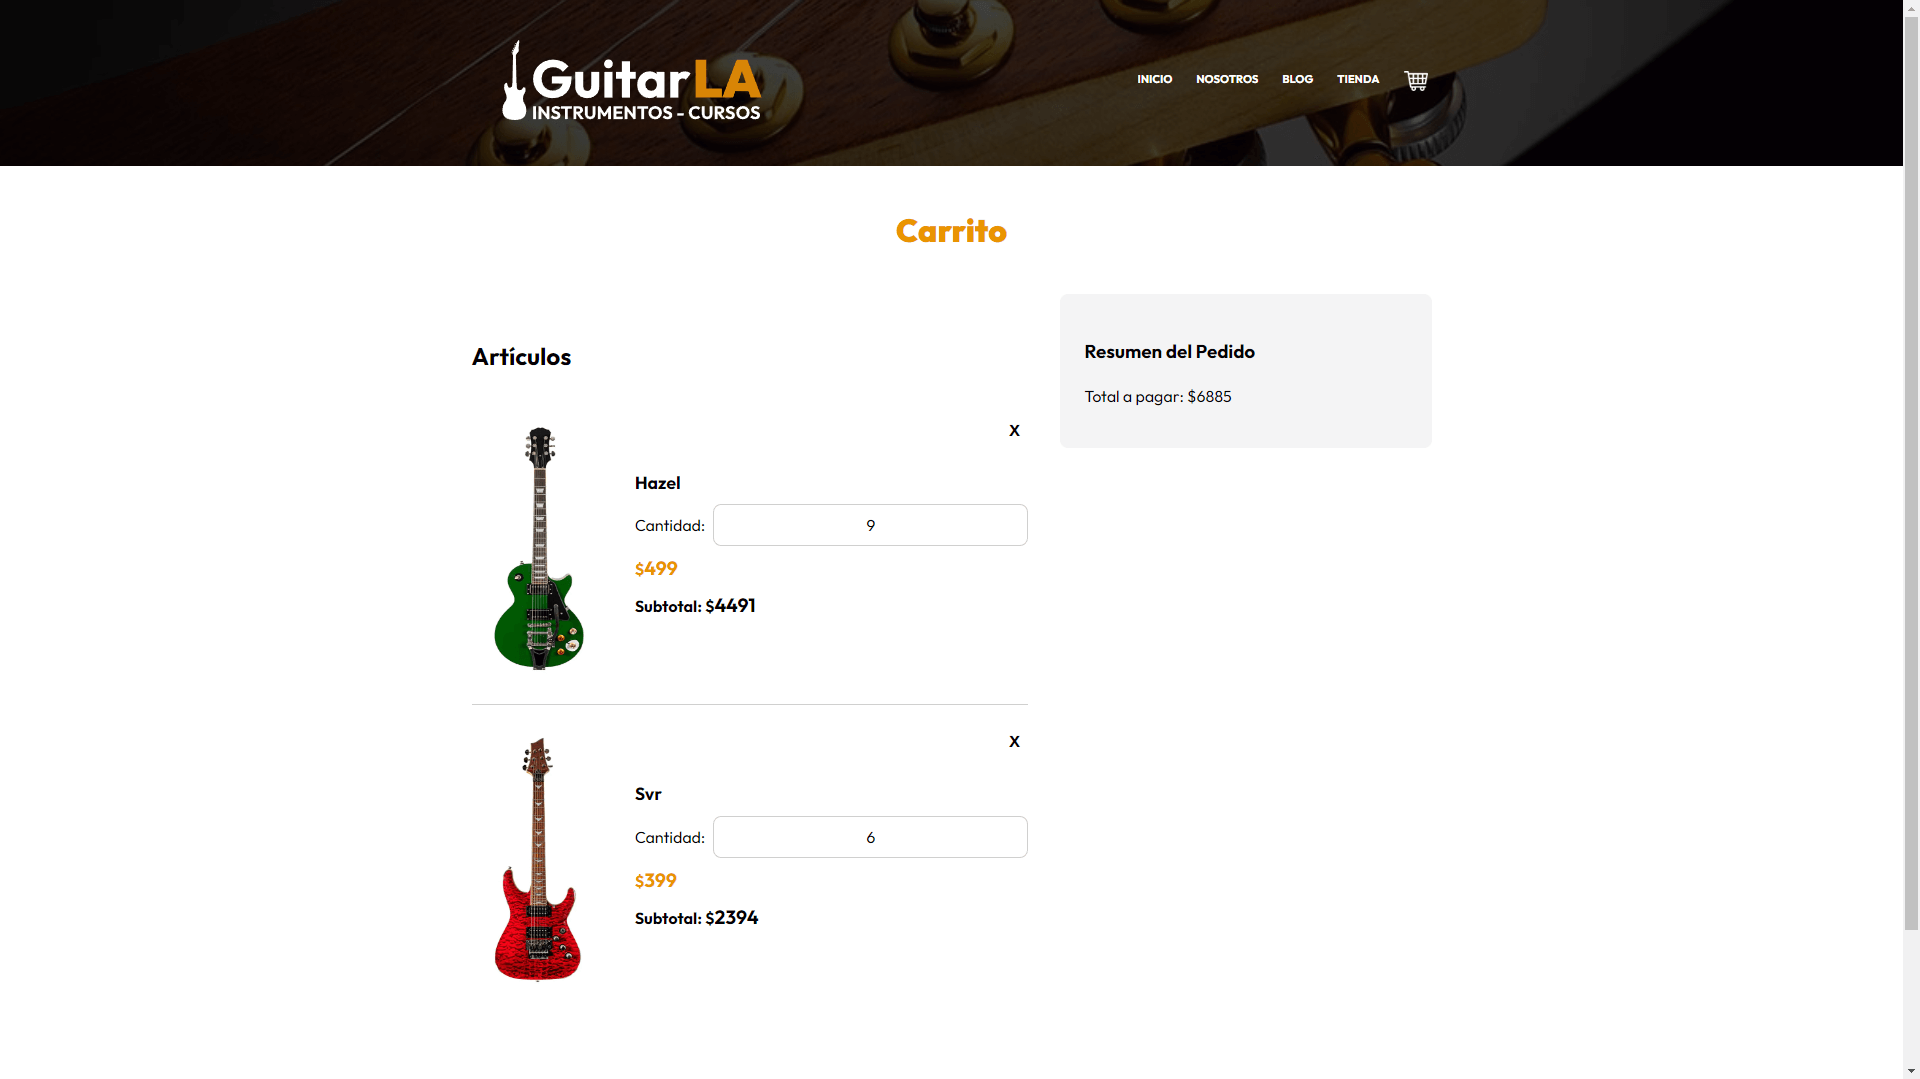 GuitarLA
INSTRUMENTOS - CURSOS
INICIO NOSOTROS BLOG TIENDA
Carrito
Artículos
X
Hazel
Cantidad: 9
$499
Subtotal: $4491
X
Svr
Cantidad: 6
$399
Subtotal: $2394
Resumen del Pedido
Total a pagar: $6885